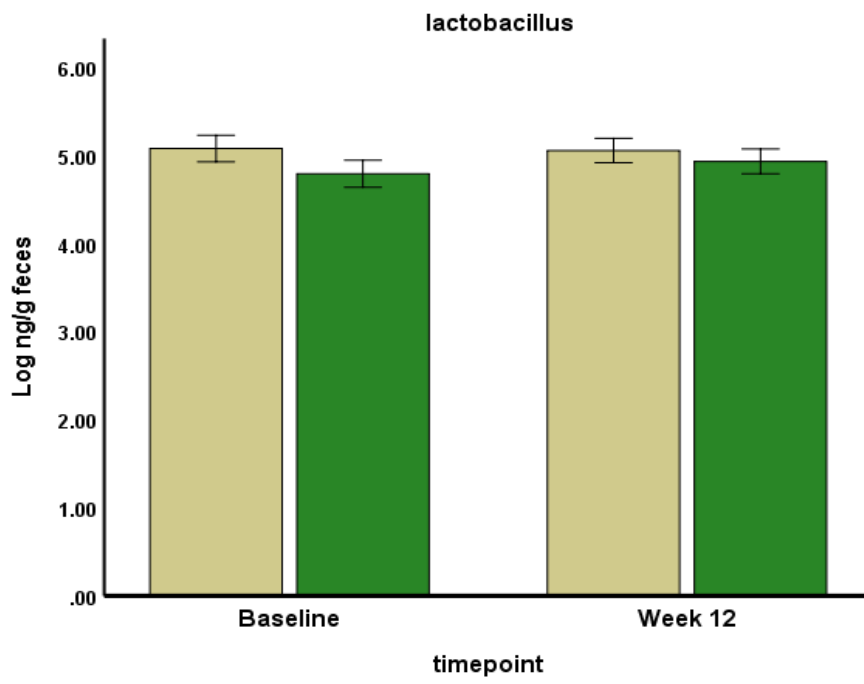 lactobacillus
6.00
5.00
4.00
3.00
2.00
1.00
.00
Log ng/g feces
Baseline
Week 12
timepoint